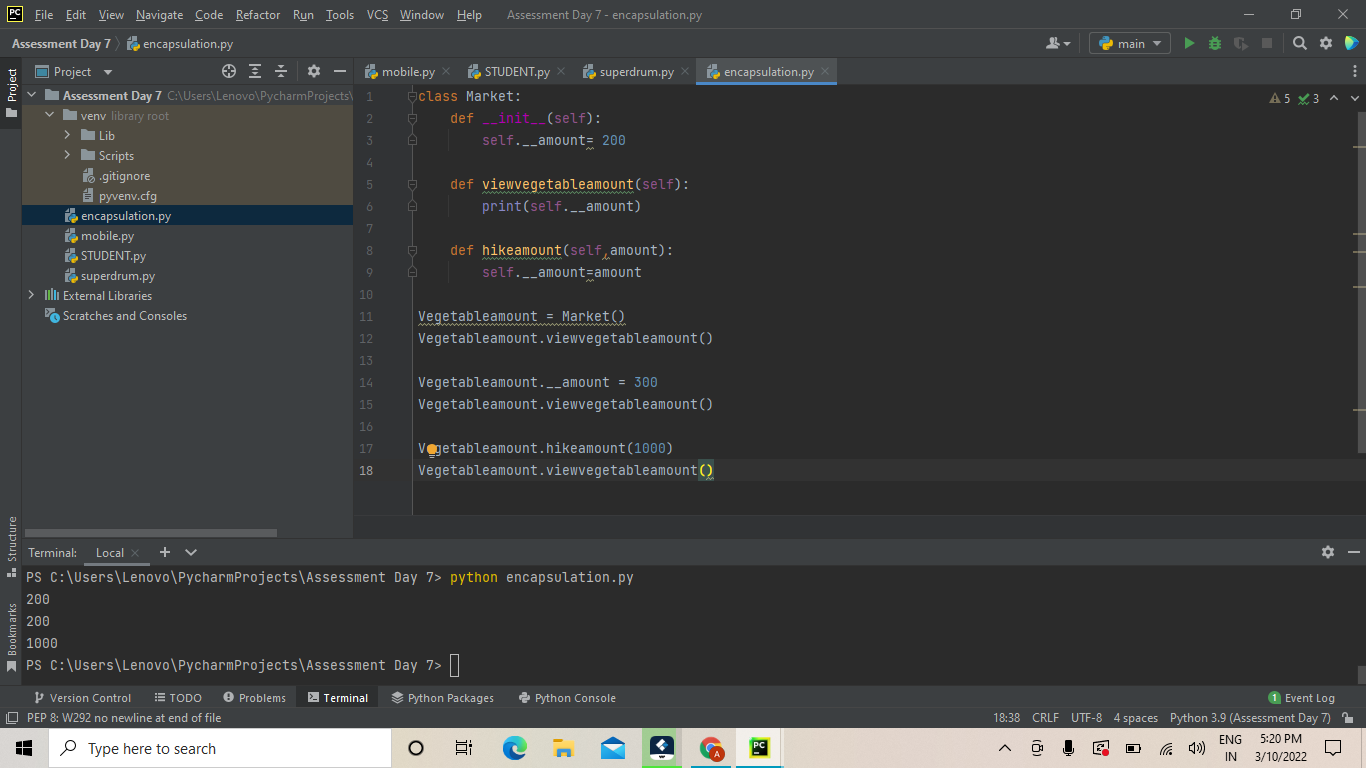 PC File Edit View Navigate Code Refactor Run Tools VCS Window Help Assessment Day 7 - encapsulation.py
Assessment Day 7 encapsulation.py main
Project
Project
mobile.py STUDENT.py superdrum.py encapsulation.py
Assessment Day 7 C:\Users\Lenovo\PycharmProjects\
venv library root
Lib
Scripts
.gitignore
pyvenv.cfg
encapsulation.py
mobile.py
STUDENT.py
superdrum.py
External Libraries
Scratches and Consoles
5 3
1 class Market:
2 def __init__(self):
3 self.__amount= 200
4
5 def viewvegetableamount(self):
6 print(self.__amount)
7
8 def hikeamount(self,amount):
9 self.__amount=amount
10
11 Vegetableamount = Market()
12 Vegetableamount.viewvegetableamount()
13
14 Vegetableamount.__amount = 300
15 Vegetableamount.viewvegetableamount()
16
17 Vegetableamount.hikeamount(1000)
18 Vegetableamount.viewvegetableamount()
Structure
Bookmarks
Terminal: Local
PS C:\Users\Lenovo\PycharmProjects\Assessment Day 7> python encapsulation.py
200
200
1000
PS C:\Users\Lenovo\PycharmProjects\Assessment Day 7>
Version Control TODO Problems Terminal Python Packages Python Console 1 Event Log
PEP 8: W292 no newline at end of file 18:38 CRLF UTF-8 4 spaces Python 3.9 (Assessment Day 7)
Type here to search A PC ENG 5:20 PM
IN 3/10/2022